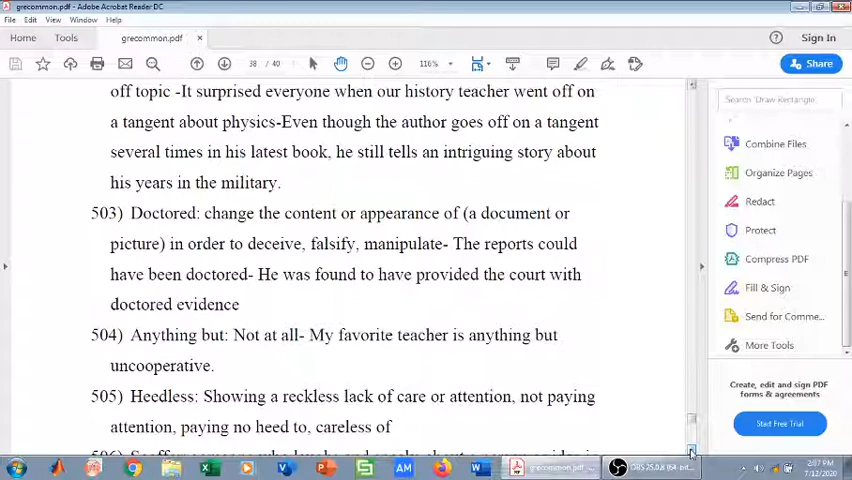 grecommon.pdf - Adobe Acrobat Reader DC
File Edit View Window Help
Home Tools grecommon.pdf × Sign In
38 / 40 116% Share
off topic -It surprised everyone when our history teacher went off on
a tangent about physics-Even though the author goes off on a tangent
several times in his latest book, he still tells an intriguing story about
his years in the military.
503) Doctored: change the content or appearance of (a document or
picture) in order to deceive, falsify, manipulate- The reports could
have been doctored- He was found to have provided the court with
doctored evidence
504) Anything but: Not at all- My favorite teacher is anything but
uncooperative.
505) Heedless: Showing a reckless lack of care or attention, not paying
attention, paying no heed to, careless of
Search 'Draw Rectangle,
Combine Files
Organize Pages
Redact
Protect
Compress PDF
Fill & Sign
Send for Comme...
More Tools
Create, edit and sign PDF
forms & agreements
Start Free Trial
grecommon.pdf - ...
OBS 25.0.8 (64-bit...
2:07 PM
7/12/2020